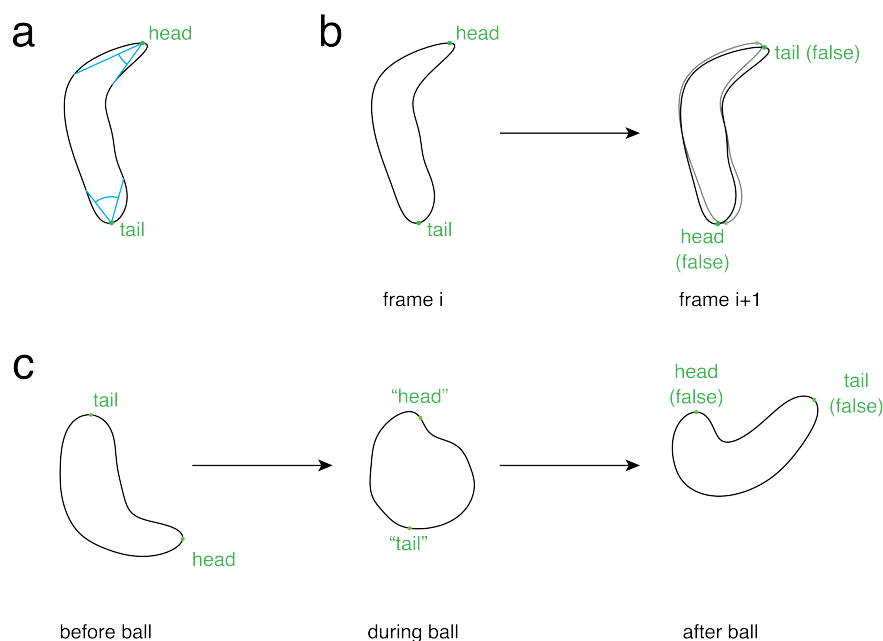 a
head
tail
b
head
tail
tail (false)
head
(false)
frame i
frame i+1
c
tail
head
“head”
“tail”
head
(false)
tail
(false)
before ball
during ball
after ball